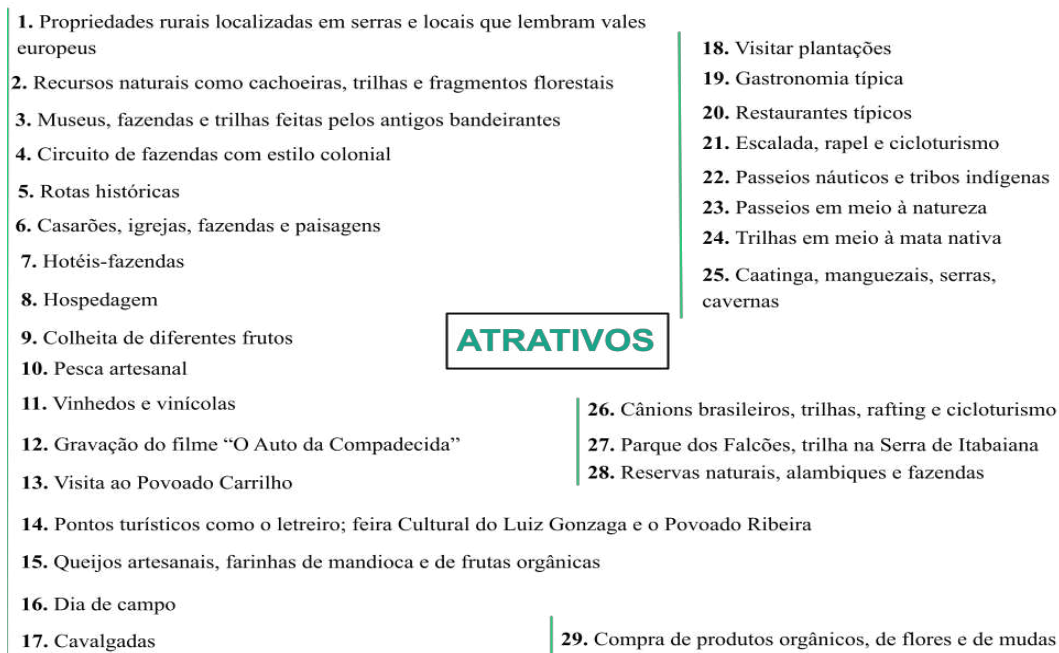 1. Propriedades rurais localizadas em serras e locais que lembram vales
europeus
2. Recursos naturais como cachoeiras, trilhas e fragmentos florestais
3. Museus, fazendas e trilhas feitas pelos antigos bandeirantes
4. Circuito de fazendas com estilo colonial
5. Rotas históricas
6. Casarões, igrejas, fazendas e paisagens
7. Hotéis-fazendas
8. Hospedagem
9. Colheita de diferentes frutos
10. Pesca artesanal
11. Vinhedos e vinícolas
12. Gravação do filme “O Auto da Compadecida”
13. Visita ao Povoado Carrilho
14. Pontos turísticos como o letreiro; feira Cultural do Luiz Gonzaga e o Povoado Ribeira
15. Queijos artesanais, farinhas de mandioca e de frutas orgânicas
16. Dia de campo
17. Cavalgadas
18. Visitar plantações
19. Gastronomia típica
20. Restaurantes típicos
21. Escalada, rapel e cicloturismo
22. Passeios náuticos e tribos indígenas
23. Passeios em meio à natureza
24. Trilhas em meio à mata nativa
25. Caatinga, manguezais, serras,
cavernas
ATRATIVOS
26. Cânions brasileiros, trilhas, rafting e cicloturismo
27. Parque dos Falcões, trilha na Serra de Itabaiana
28. Reservas naturais, alambiques e fazendas
29. Compra de produtos orgânicos, de flores e de mudas